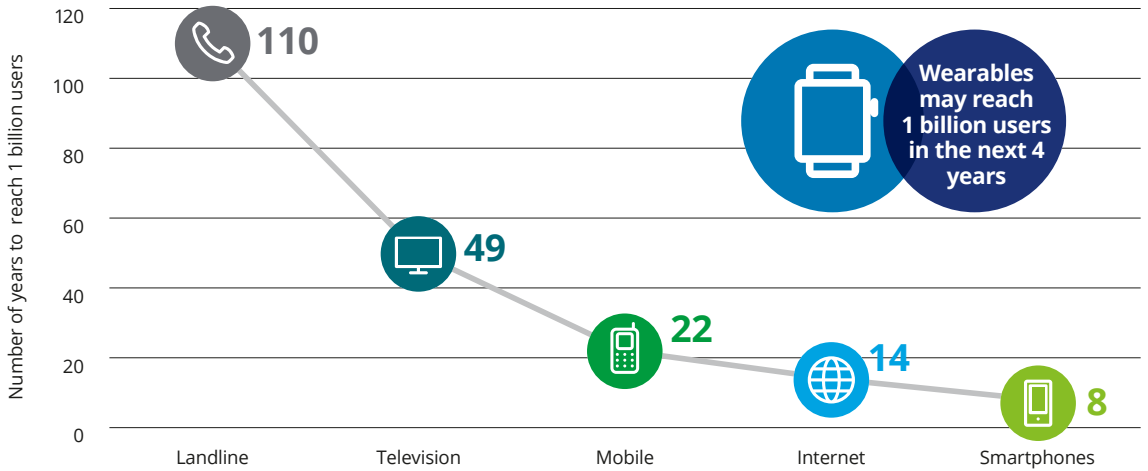 Number of years to reach 1 billion users
120
100
80
60
40
20
0
110
49
22
14
8
Wearables
may reach
1 billion users
in the next 4
years
Landline
Television
Mobile
Internet
Smartphones